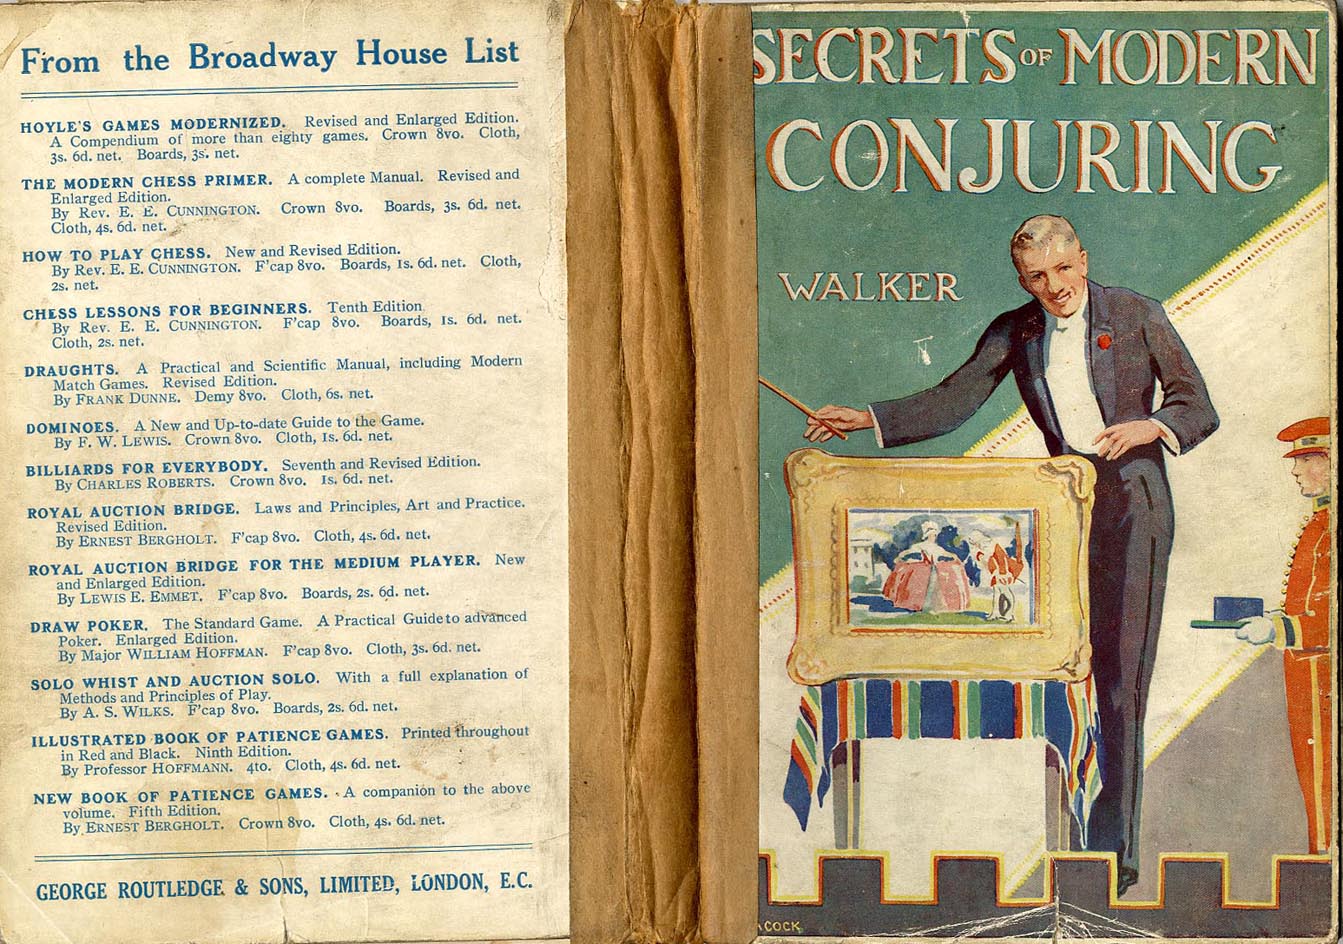 From the Broadway House List
HOYLE'S GAMES MODERNIZED. Revised and Enlarged Edition.
A Compendium of more than eighty games. Crown 8vo. Cloth,
3s. 6d. net. Boards, 3s. net.
THE MODERN CHESS PRIMER. A complete Manual. Revised and
Enlarged Edition.
By Rev. E. E. CUNNINGTON. Crown 8vo. Boards, 3s. 6d. net.
Cloth, 4s. 6d. net.
HOW TO PLAY CHESS. New and Revised Edition.
By Rev. E. E. CUNNINGTON. F'cap 8vo. Boards, 1s. 6d. net. Cloth,
2s. net.
CHESS LESSONS FOR BEGINNERS. Tenth Edition.
By Rev. E. E. CUNNINGTON. F'cap 8vo. Boards, 1s. 6d. net.
Cloth, 2s. net.
DRAUGHTS. A Practical and Scientific Manual, including Modern
Match Games. Revised Edition.
By FRANK DUNNE. Demy 8vo. Cloth, 6s. net.
DOMINOES. A New and Up-to-date Guide to the Game.
By F. W. LEWIS. Crown 8vo. Cloth, 1s. 6d. net.
BILLIARDS FOR EVERYBODY. Seventh and Revised Edition.
By CHARLES ROBERTS. Crown 8vo. 1s. 6d. net.
ROYAL AUCTION BRIDGE. Laws and Principles, Art and Practice.
Revised Edition.
By ERNEST BERGHOLT. F'cap 8vo. Cloth, 4s. 6d. net.
ROYAL AUCTION BRIDGE FOR THE MEDIUM PLAYER. New
and Enlarged Edition.
By LEWIS E. EMMET. F'cap 8vo. Boards, 2s. 6d. net.
DRAW POKER. The Standard Game. A Practical Guide to advanced
Poker. Enlarged Edition.
By Major WILLIAM HOFFMAN. F'cap 8vo. Cloth, 3s. 6d. net.
SOLO WHIST AND AUCTION SOLO. With a full explanation of
Methods and Principles of Play.
By A. S. WILKS. F'cap 8vo. Boards, 2s. 6d. net.
ILLUSTRATED BOOK OF PATIENCE GAMES. Printed throughout
in Red and Black. Ninth Edition.
By Professor HOFFMANN. 4to. Cloth, 4s. 6d. net.
NEW BOOK OF PATIENCE GAMES. A companion to the above
volume. Fifth Edition.
By ERNEST BERGHOLT. Crown 8vo. Cloth, 4s. 6d. net.
GEORGE ROUTLEDGE & SONS, LIMITED, LONDON, E.C.
SECRETS OF MODERN
CONJURING
WALKER